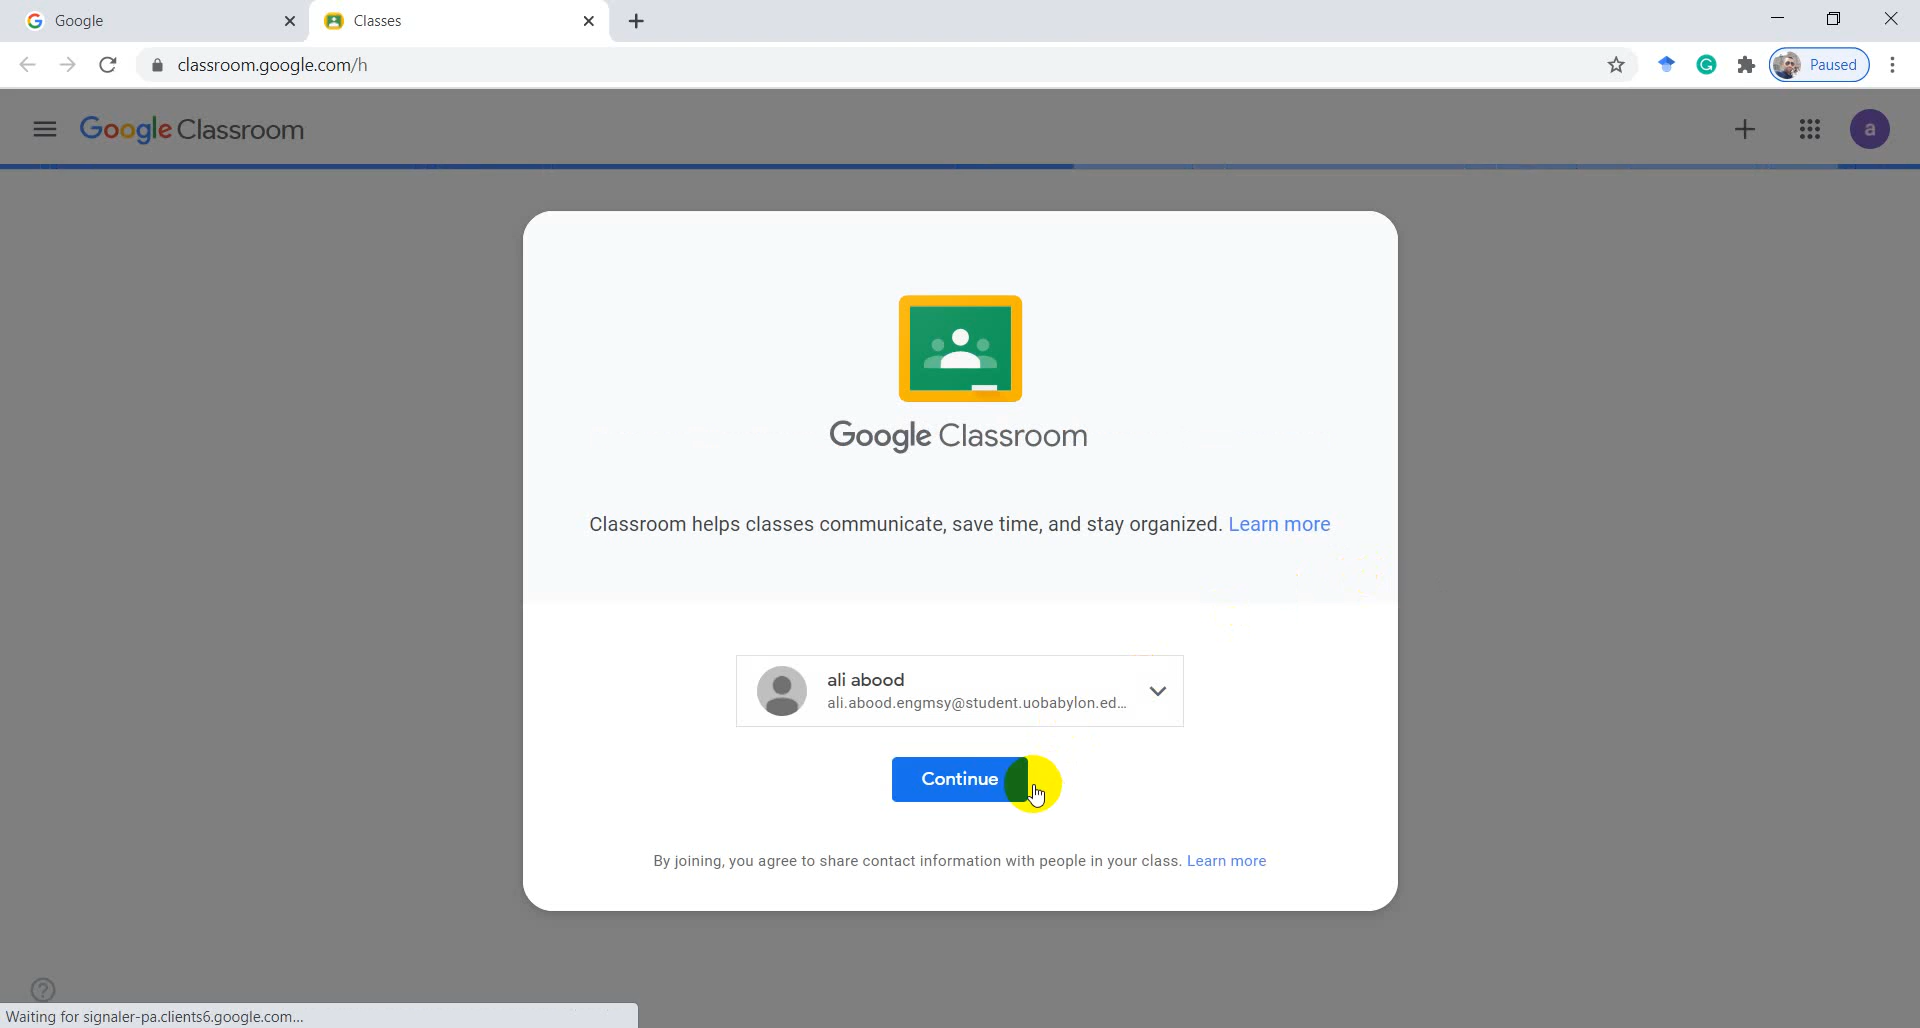 Google
Classes
classroom.google.com/h
Paused
Google Classroom
a
Google Classroom
Classroom helps classes communicate, save time, and stay organized. Learn more
ali abood
ali.abood.engmsy@student.uobabylon.ed...
Continue
By joining, you agree to share contact information with people in your class. Learn more
Waiting for signaler-pa.clients6.google.com...